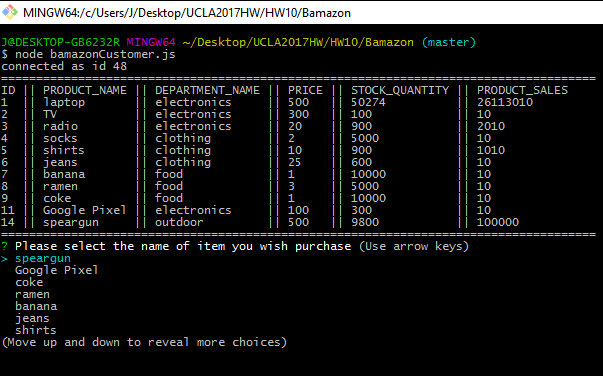 MINGW64:/c/Users/J/Desktop/UCLA2017HW/HW10/Bamazon
J@DESKTOP-GB6232R MINGW64 ~/Desktop/UCLA2017HW/HW10/Bamazon (master)
$ node bamazonCustomer.js
connected as id 48
================================================================================
ID || PRODUCT_NAME || DEPARTMENT_NAME || PRICE || STOCK_QUANTITY || PRODUCT_SALES
1 || laptop || electronics || 500 || 50274 || 26113010
2 || TV || electronics || 300 || 100 || 10
3 || radio || electronics || 20 || 900 || 2010
4 || socks || clothing || 2 || 5000 || 10
5 || shirts || clothing || 10 || 900 || 1010
6 || jeans || clothing || 25 || 600 || 10
7 || banana || food || 1 || 10000 || 10
8 || ramen || food || 3 || 5000 || 10
9 || coke || food || 1 || 10000 || 10
11 || Google Pixel || electronics || 100 || 300 || 10
14 || speargun || outdoor || 500 || 9800 || 100000
================================================================================
? Please select the name of item you wish purchase (Use arrow keys)
> speargun
Google Pixel
coke
ramen
banana
jeans
shirts
(Move up and down to reveal more choices)